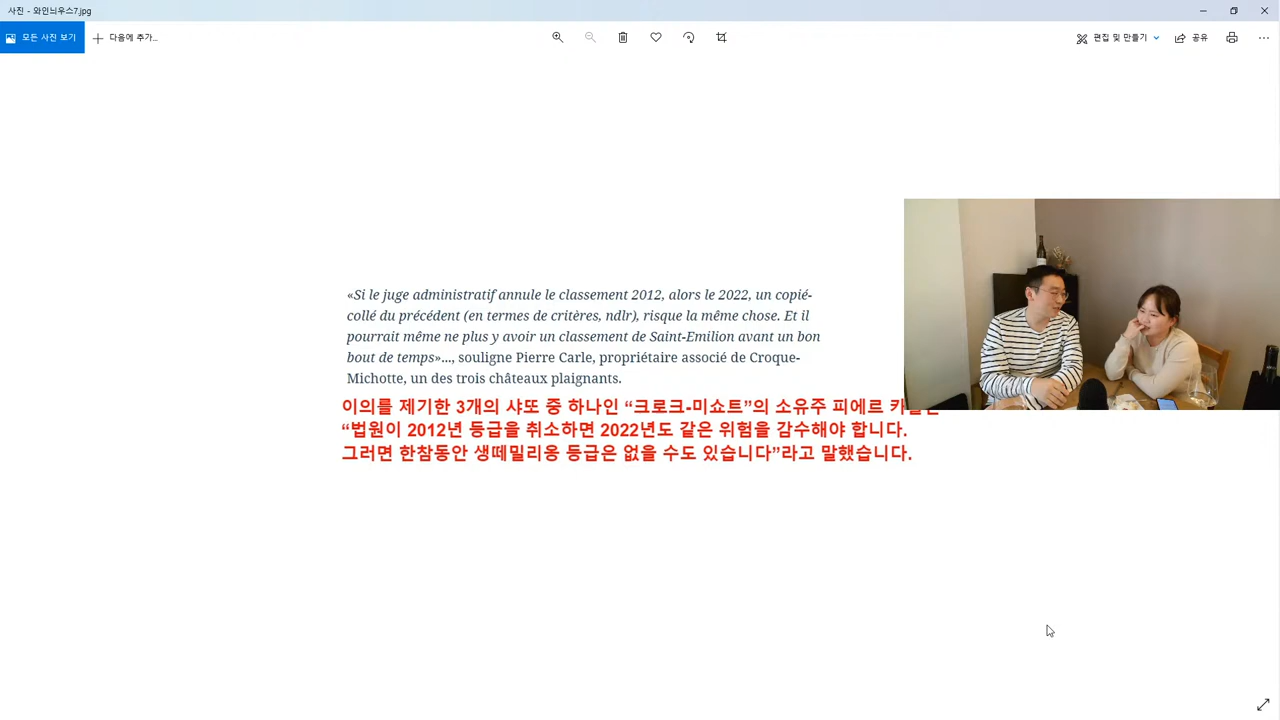 사진 - 와인늬우스7.jpg
모든 사진 보기
다음에 추가...
편집 및 만들기
공유
«Si le juge administratif annule le classement 2012, alors le 2022, un copié-
collé du précédent (en termes de critères, ndlr), risque la même chose. Et il
pourrait même ne plus y avoir un classement de Saint-Emilion avant un bon
bout de temps»..., souligne Pierre Carle, propriétaire associé de Croque-
Michotte, un des trois châteaux plaignants.
이의를 제기한 3개의 샤또 중 하나인 “크로크-미쇼트”의 소유주 피에르
“법원이 2012년 등급을 취소하면 2022년도 같은 위험을 감수해야 합니다.
그러면 한참동안 생떼밀리옹 등급은 없을 수도 있습니다”라고 말했습니다.